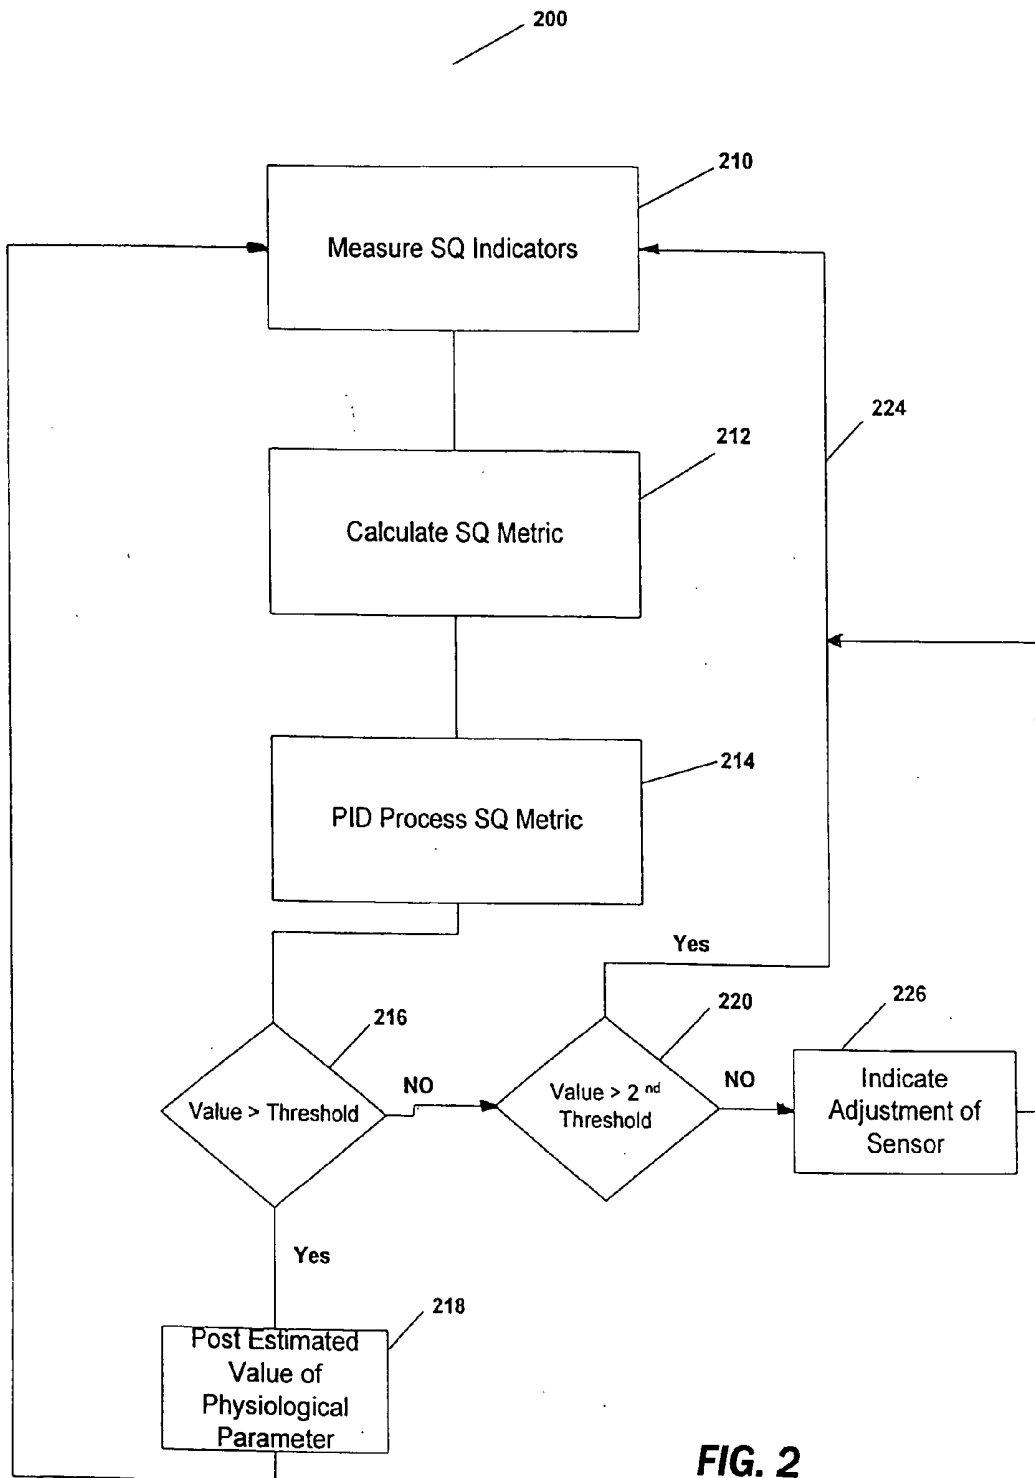 200
210
Measure SQ Indicators
224
212
Calculate SQ Metric
214
PID Process SQ Metric
Yes
216
220
226
NO
NO
Value > Threshold
Value > 2 nd
Threshold
Indicate
Adjustment of
Sensor
Yes
218
Post Estimated
Value of
Physiological
Parameter
FIG. 2